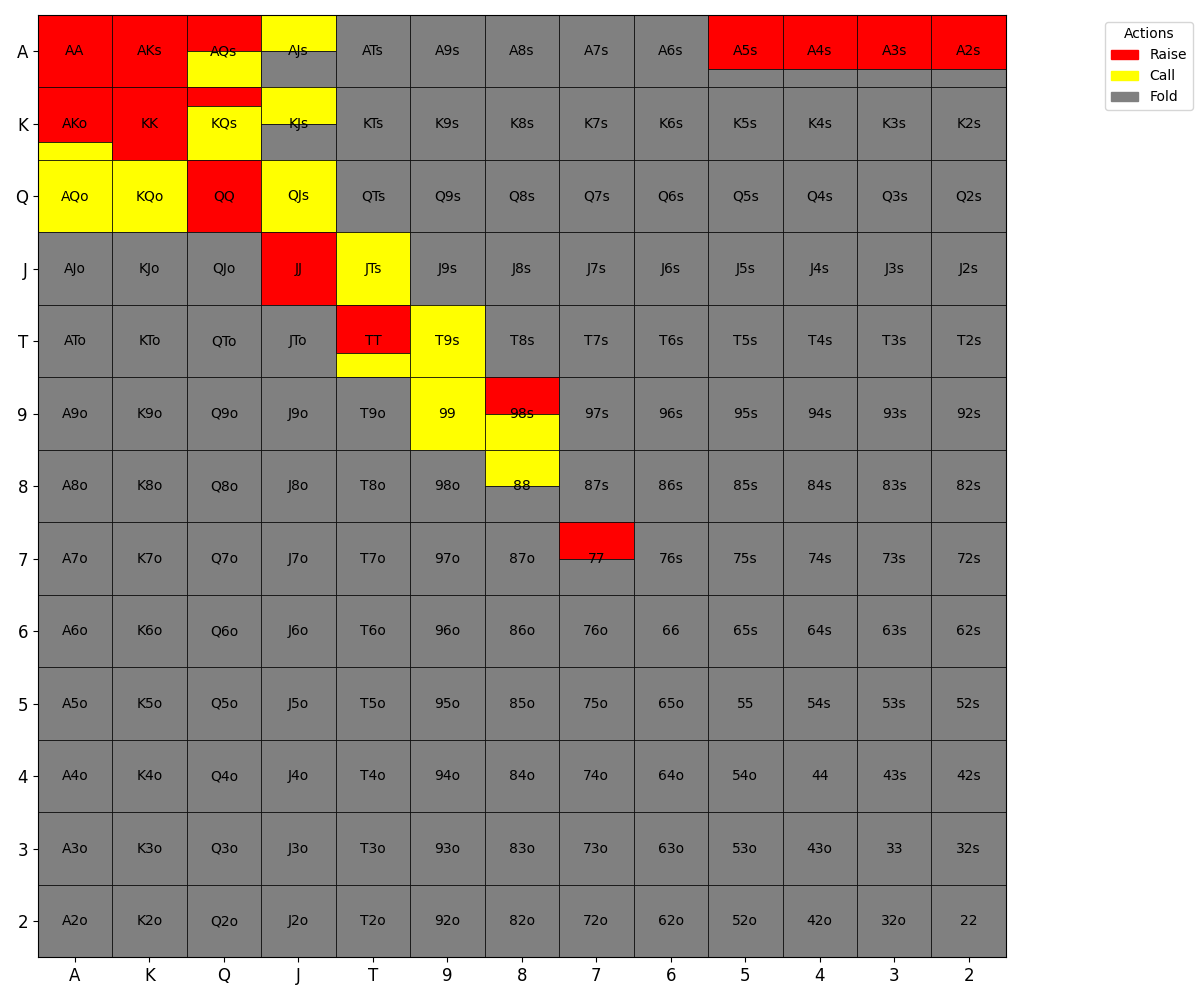 Actions
Raise
Call
Fold
A AA AKs AQs AJs ATs A9s A8s A7s A6s A5s A4s A3s A2s
K AKo KK KQs KJs KTs K9s K8s K7s K6s K5s K4s K3s K2s
Q AQo KQo QQ QJs QTs Q9s Q8s Q7s Q6s Q5s Q4s Q3s Q2s
J AJo KJo QJo JJ JTs J9s J8s J7s J6s J5s J4s J3s J2s
T ATo KTo QTo JTo TT T9s T8s T7s T6s T5s T4s T3s T2s
9 A9o K9o Q9o J9o T9o 99 98s 97s 96s 95s 94s 93s 92s
8 A8o K8o Q8o J8o T8o 98o 88 87s 86s 85s 84s 83s 82s
7 A7o K7o Q7o J7o T7o 97o 87o 77 76s 75s 74s 73s 72s
6 A6o K6o Q6o J6o T6o 96o 86o 76o 66 65s 64s 63s 62s
5 A5o K5o Q5o J5o T5o 95o 85o 75o 65o 55 54s 53s 52s
4 A4o K4o Q4o J4o T4o 94o 84o 74o 64o 54o 44 43s 42s
3 A3o K3o Q3o J3o T3o 93o 83o 73o 63o 53o 43o 33 32s
2 A2o K2o Q2o J2o T2o 92o 82o 72o 62o 52o 42o 32o 22
A K Q J T 9 8 7 6 5 4 3 2